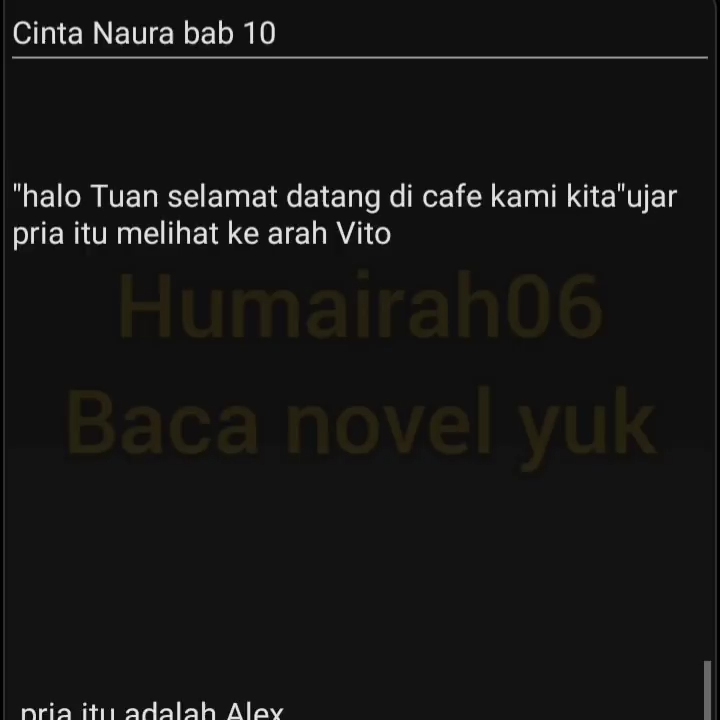 Cinta Naura bab 10
"halo Tuan selamat datang di cafe kami kita"ujar
pria itu melihat ke arah Vito
Humairah06
Baca novel yuk
pria itu adalah Alex